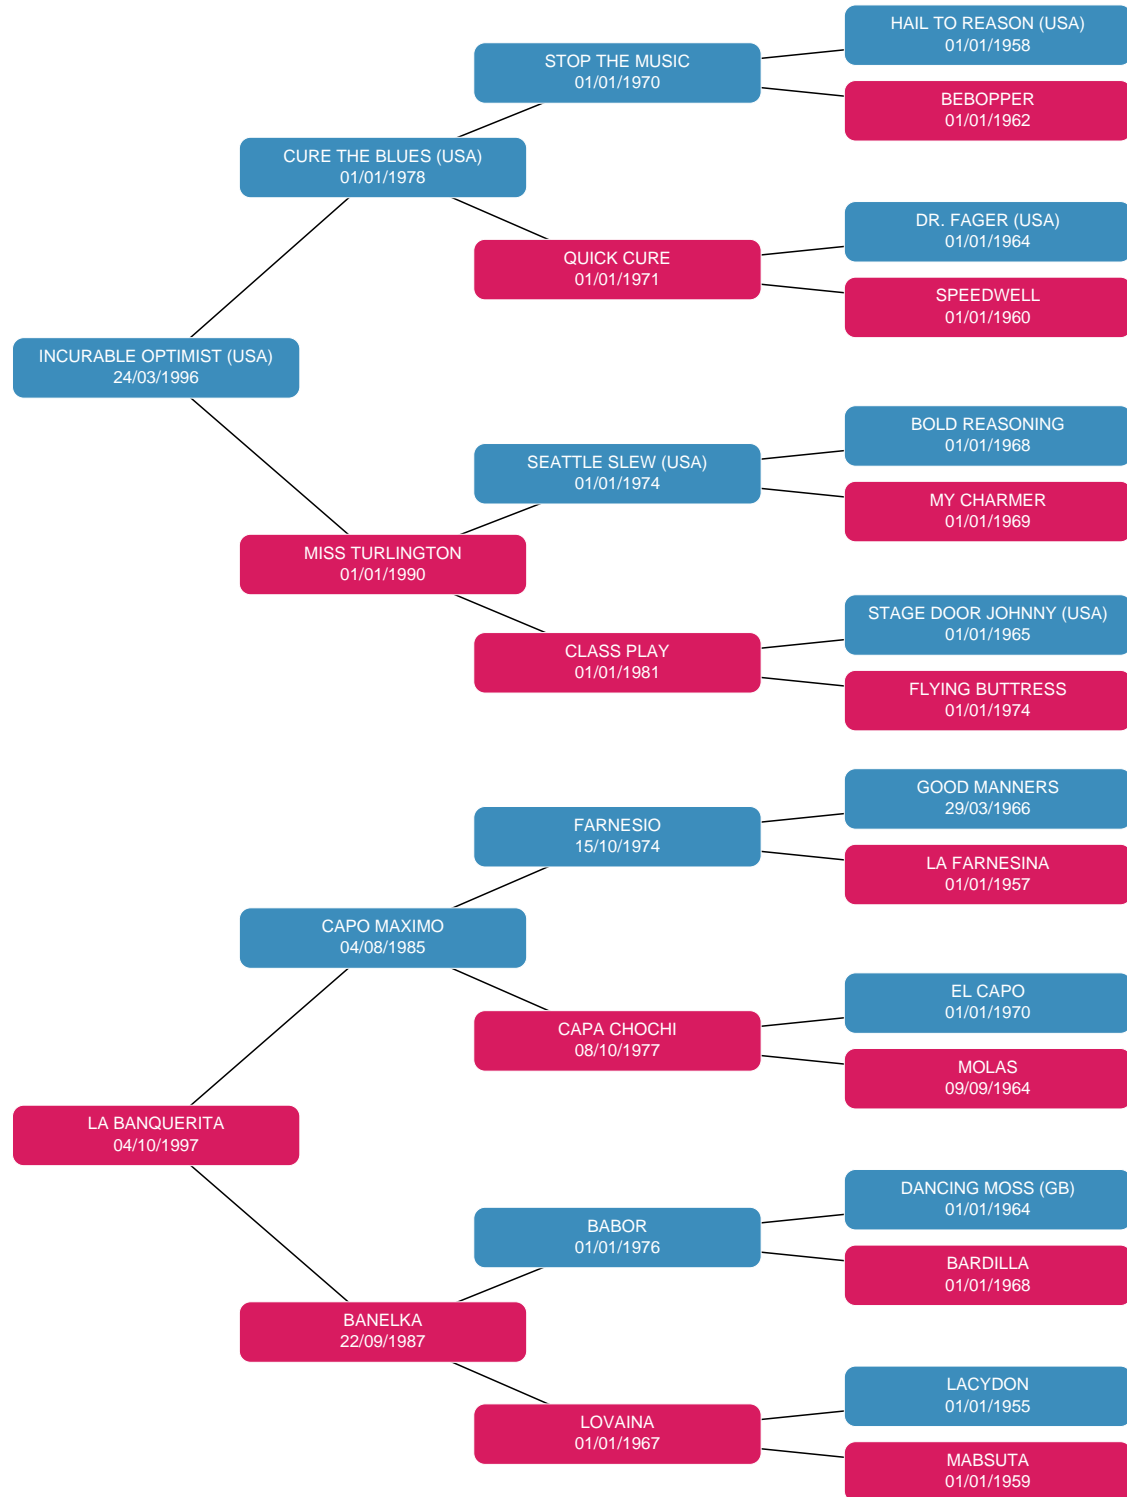 HAIL TO REASON (USA)
01/01/1958
STOP THE MUSIC
01/01/1970
BEBOPPER
01/01/1962
CURE THE BLUES (USA)
01/01/1978
DR. FAGER (USA)
01/01/1964
QUICK CURE
01/01/1971
SPEEDWELL
01/01/1960
INCURABLE OPTIMIST (USA)
24/03/1996
BOLD REASONING
01/01/1968
SEATTLE SLEW (USA)
01/01/1974
MY CHARMER
01/01/1969
MISS TURLINGTON
01/01/1990
STAGE DOOR JOHNNY (USA)
01/01/1965
CLASS PLAY
01/01/1981
FLYING BUTTRESS
01/01/1974
GOOD MANNERS
29/03/1966
FARNESIO
15/10/1974
LA FARNESINA
01/01/1957
CAPO MAXIMO
04/08/1985
EL CAPO
01/01/1970
CAPA CHOCHI
08/10/1977
MOLAS
09/09/1964
LA BANQUERITA
04/10/1997
DANCING MOSS (GB)
01/01/1964
BABOR
01/01/1976
BARDILLA
01/01/1968
BANELKA
22/09/1987
LACYDON
01/01/1955
LOVAINA
01/01/1967
MABSUTA
01/01/1959